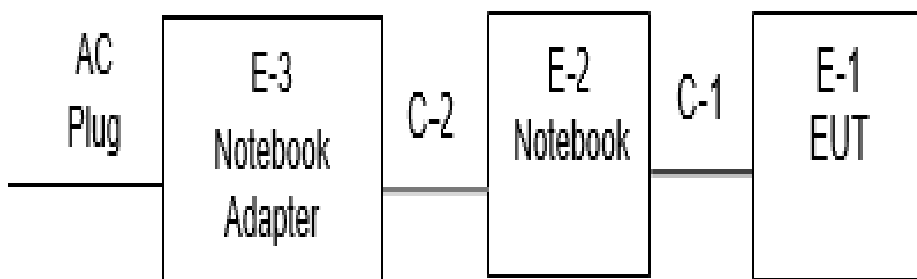 AC
Plug
E-3
Notebook
Adapter
C-2
E-2
Notebook
C-1
E-1
EUT